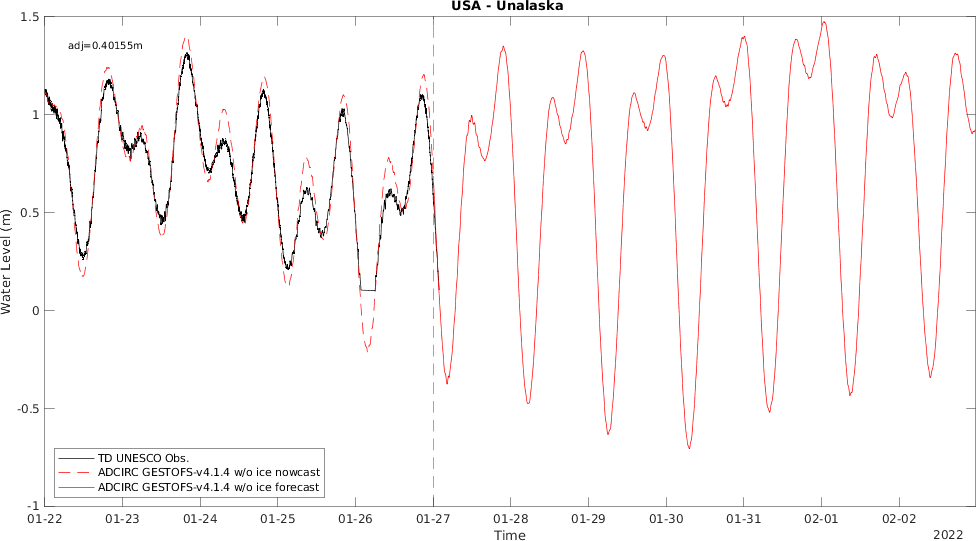 USA - Unalaska
adj=0.40155m
1.5
1
0.5
0
-0.5
-1
Water Level (m)
TD UNESCO Obs.
ADCIRC GESTOFS-v4.1.4 w/o ice nowcast
ADCIRC GESTOFS-v4.1.4 w/o ice forecast
01-22 01-23 01-24 01-25 01-26 01-27 01-28 01-29 01-30 01-31 02-01 02-02
Time
2022